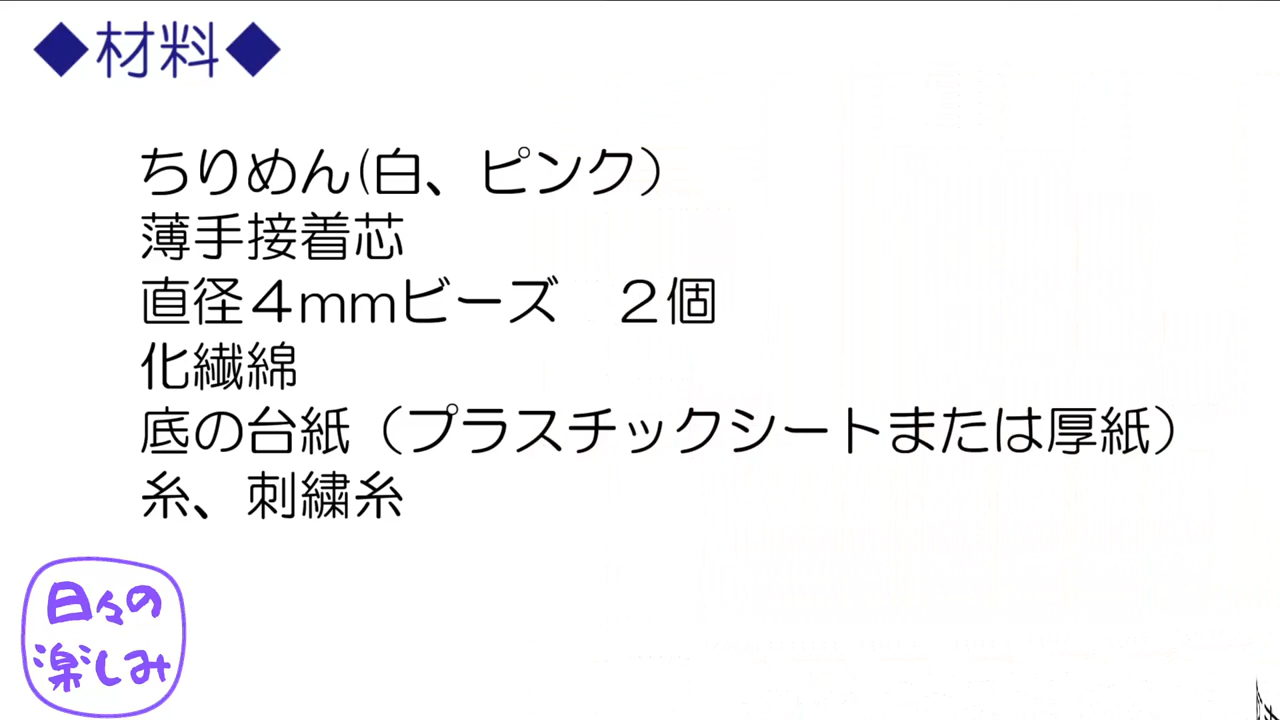 ◆材料◆
ちりめん(白、ピンク）
薄手接着芯
直径４mmビーズ　２個
化繊綿
底の台紙（プラスチックシートまたは厚紙）
糸、刺繍糸
日々の
楽しみ